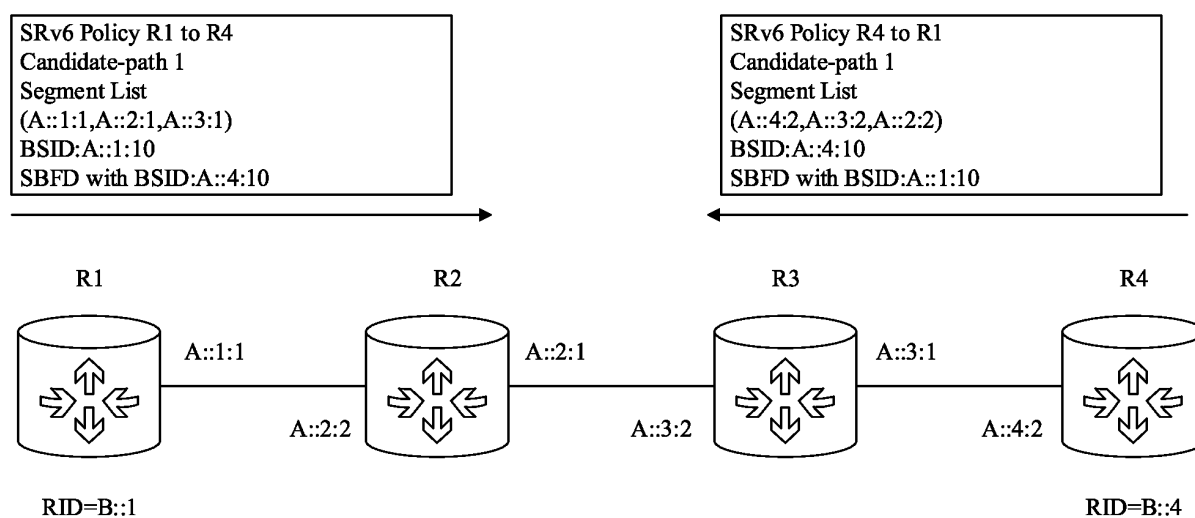 SRv6 Policy R1 to R4
Candidate-path 1
Segment List
(A::1:1,A::2:1,A::3:1)
BSID:A::1:10
SBFD with BSID:A::4:10
SRv6 Policy R4 to R1
Candidate-path 1
Segment List
(A::4:2,A::3:2,A::2:2)
BSID:A::4:10
SBFD with BSID:A::1:10
R1
R2
R3
R4
A::1:1
A::2:1
A::3:1
A::2:2
A::3:2
A::4:2
RID=B::1
RID=B::4